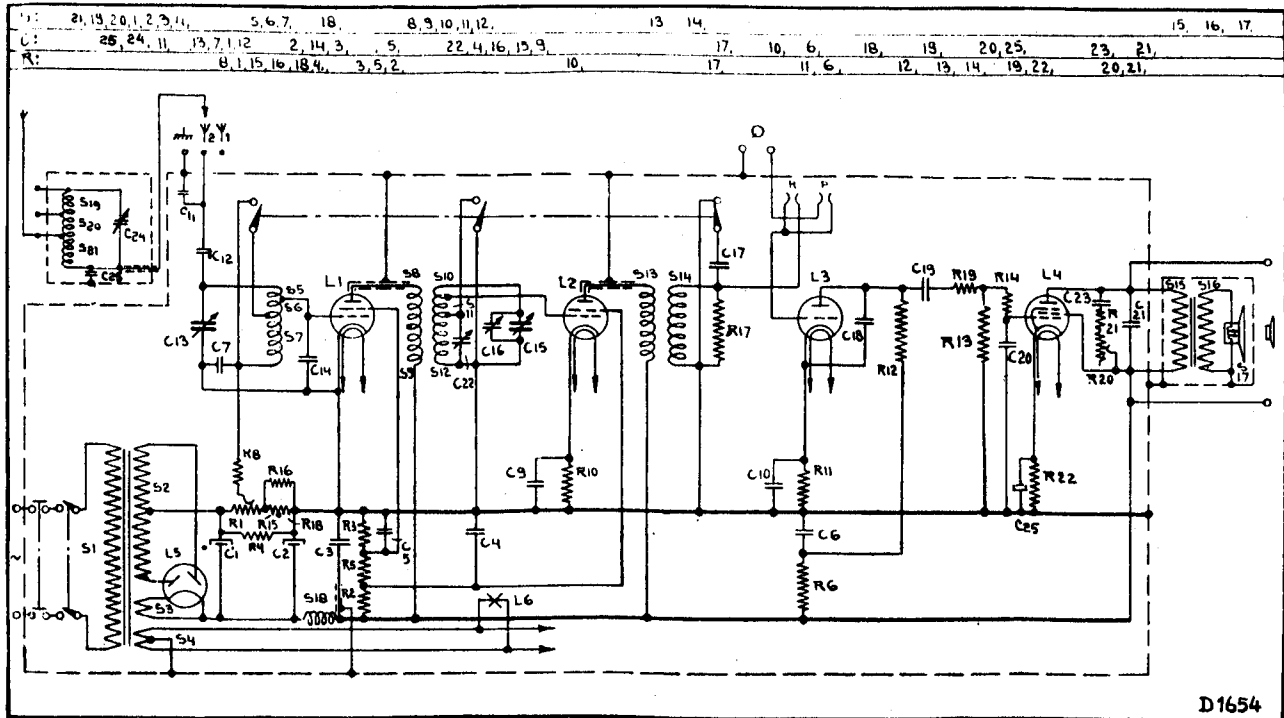 S: 21, 19, 20, 1, 2, 3, 11, 5, 6, 7, 18 8, 9, 10, 11, 12, 13 14, 15, 16, 17,
C: 25, 24, 11, 13, 7, 1, 12 2, 14, 3, 5, 22, 4, 16, 15, 9, 17, 10, 6, 18, 19, 20, 25, 23, 21,
R: 8, 1, 15, 16, 18, 4, 3, 5, 2, 10, 17, 11, 6, 12, 13, 14, 19, 22, 20, 21,
2 1
S19
S20
S21
C24
C25
C11
C12
C13
C7
S5
S6
S7
C14
L1
S8
S9
S10
S11
S12
C16
C15
C22
L2
S13
S14
C17
R17
P
L3
C18
R12
C19
R19
R14
R13
C20
L4
C23
R21
R20
C21
S15
S16
S17
R8
R16
R1
R15
R18
R4
C1
C2
C3
R3
C5
R5
R2
C4
C9
R10
C10
R11
C6
R6
R22
C25
S1
S2
S3
S4
L5
S18
L6
~
D1654